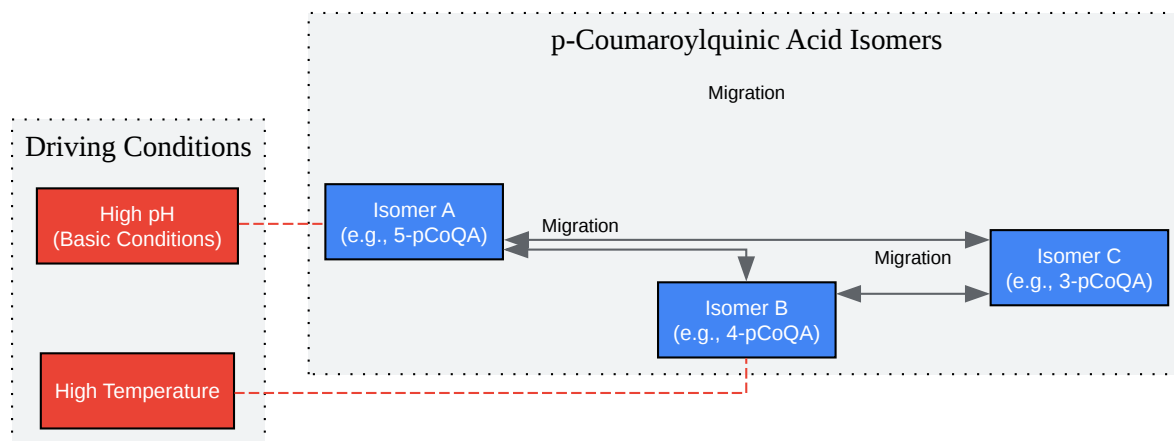 p-Coumaroylquinic Acid Isomers
Migration
Driving Conditions
High pH
(Basic Conditions)
Isomer A
(e.g., 5-pCoQA)
Migration
Migration
Isomer C
(e.g., 3-pCoQA)
Isomer B
(e.g., 4-pCoQA)
High Temperature